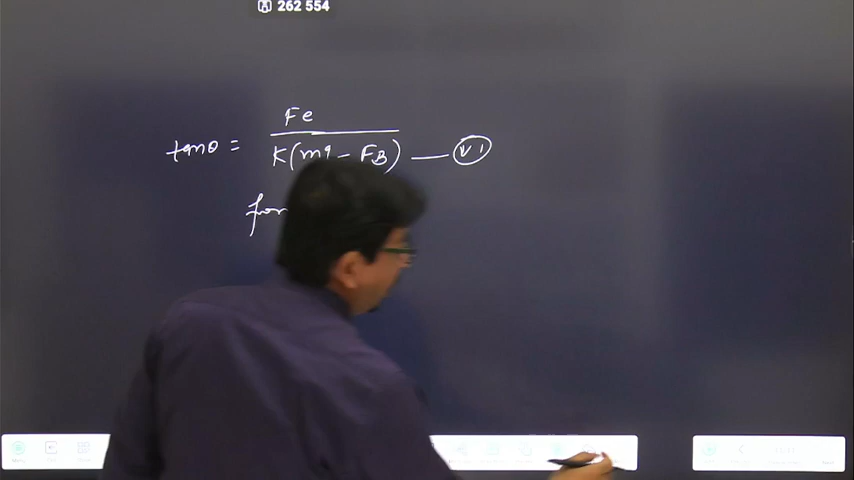 262 554
Fe
tanθ = K(mg - FB) — VI
for